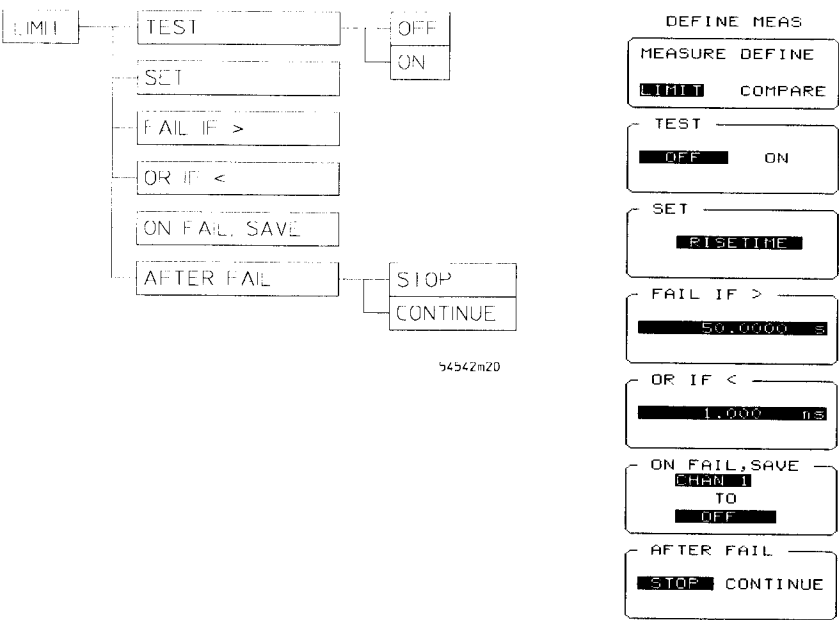 LIMIT
TEST
OFF
ON
SET
FAIL IF >
OR IF <
ON FAIL, SAVE
AFTER FAIL
STOP
CONTINUE
54542m20
DEFINE MEAS
MEASURE DEFINE
LIMIT COMPARE
TEST
OFF ON
SET
RISETIME
FAIL IF >
50.0000 s
OR IF <
1.000 ns
ON FAIL,SAVE
CHAN 1
TO
OFF
AFTER FAIL
STOP CONTINUE